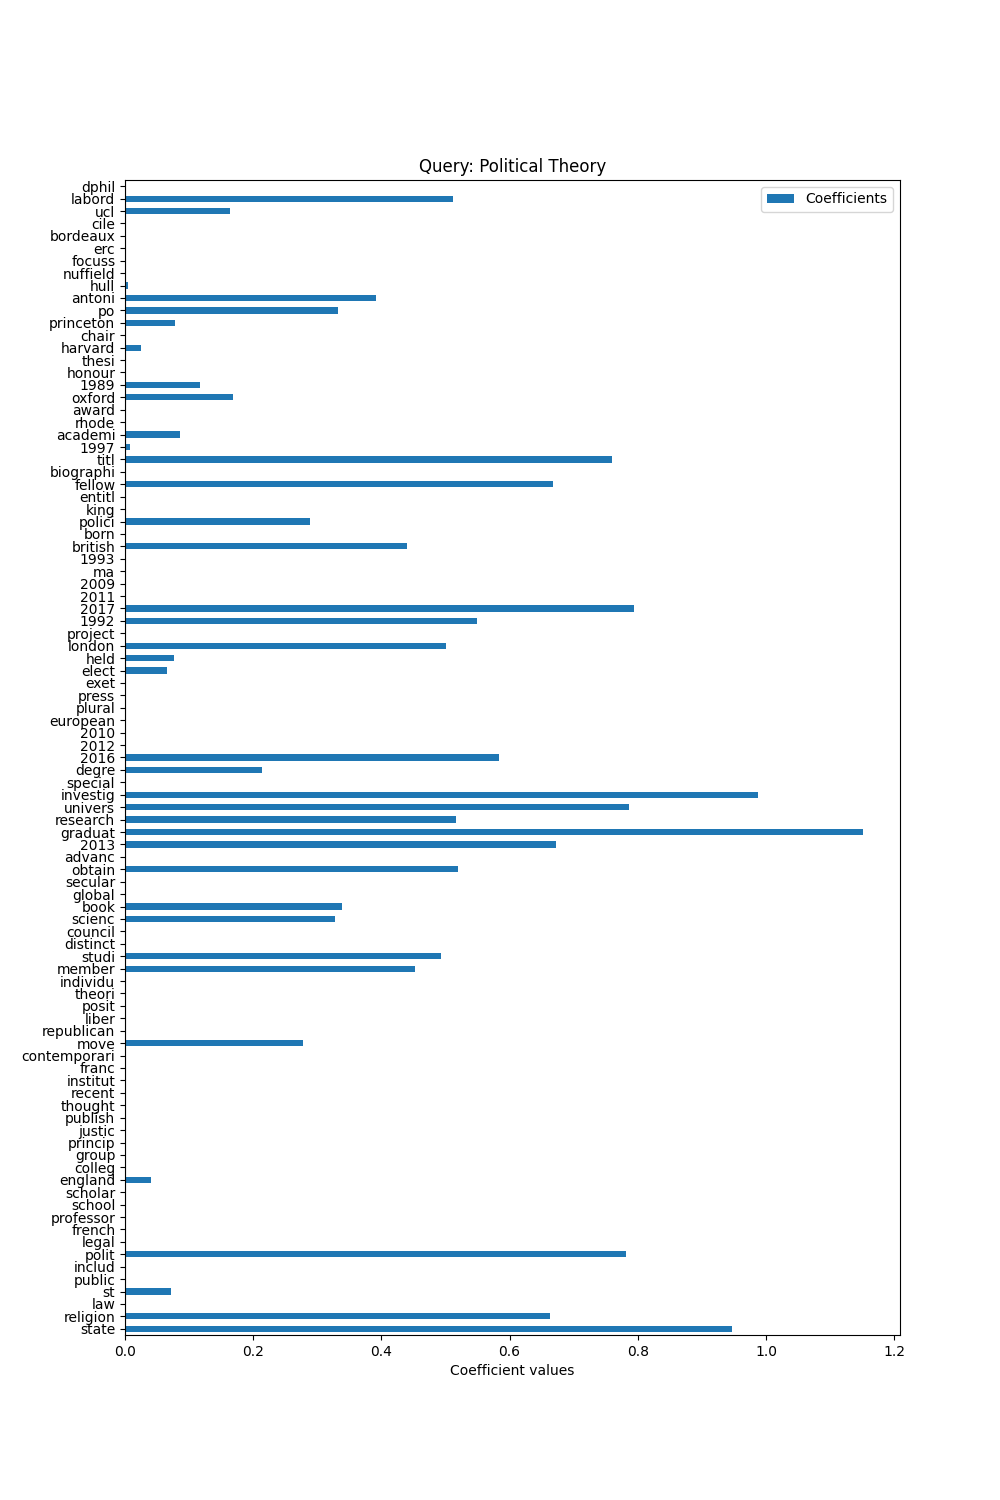 Query: Political Theory
Coefficients
dphil
labord
ucl
cile
bordeaux
erc
focuss
nuffield
hull
antoni
po
princeton
chair
harvard
thesi
honour
1989
oxford
award
rhode
academi
1997
titl
biographi
fellow
entitl
king
polici
born
british
1993
ma
2009
2011
2017
1992
project
london
held
elect
exet
press
plural
european
2010
2012
2016
degre
special
investig
univers
research
graduat
2013
advanc
obtain
secular
global
book
scienc
council
distinct
studi
member
individu
theori
posit
liber
republican
move
contemporari
franc
institut
recent
thought
publish
justic
princip
group
colleg
england
scholar
school
professor
french
legal
polit
includ
public
st
law
religion
state
0.0 0.2 0.4 0.6 0.8 1.0 1.2
Coefficient values